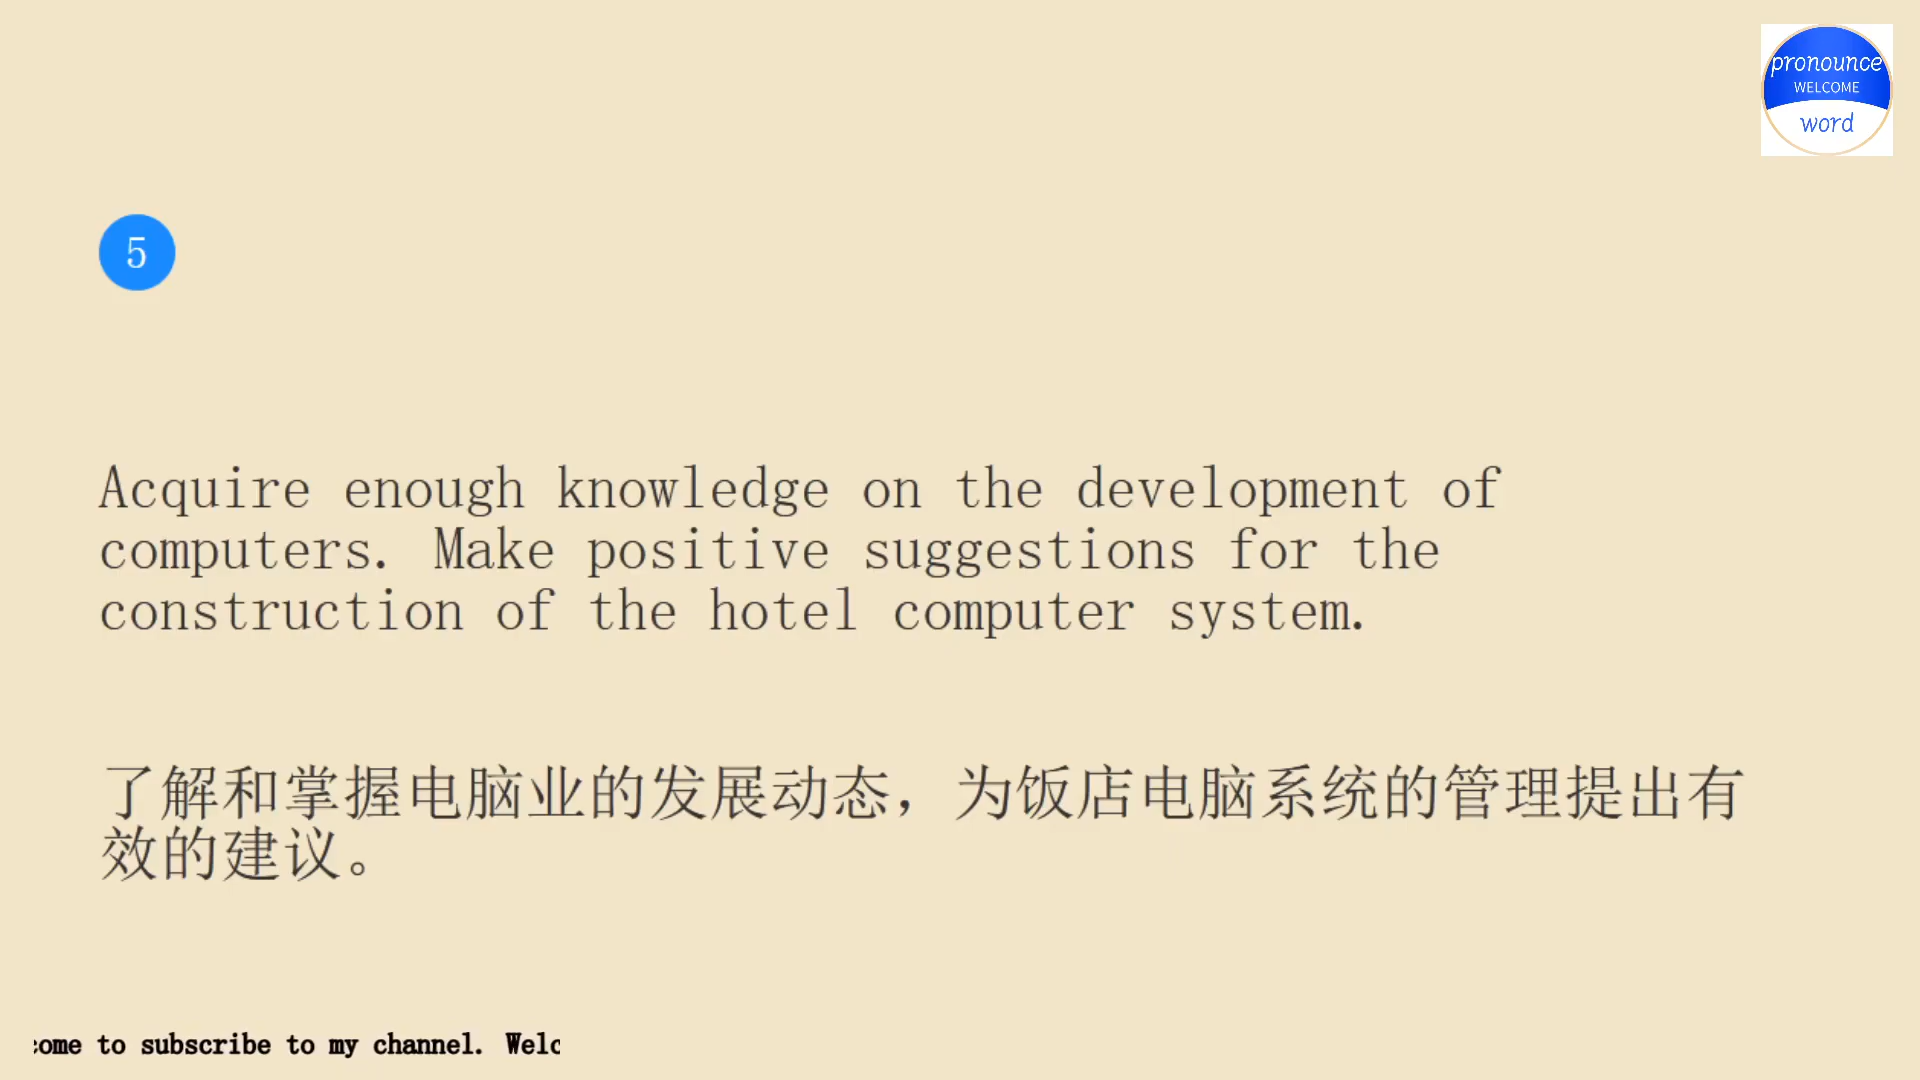 pronounce
WELCOME
word
5
Acquire enough knowledge on the development of
computers. Make positive suggestions for the
construction of the hotel computer system.
了解和掌握电脑业的发展动态，为饭店电脑系统的管理提出有
效的建议。
come to subscribe to my channel. Welc